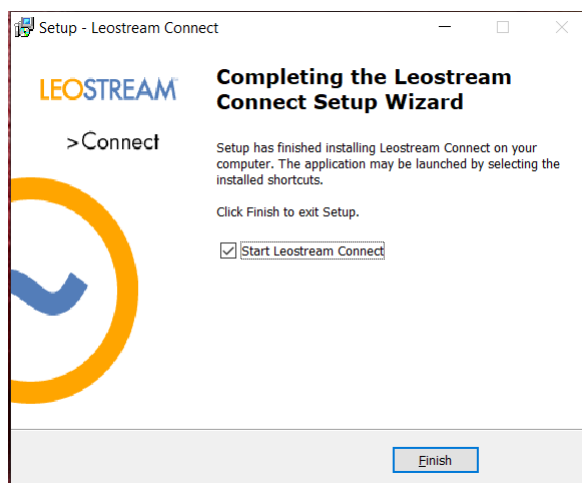 Setup - Leostream Connect
LEOSTREAM™
>Connect
Completing the Leostream
Connect Setup Wizard
Setup has finished installing Leostream Connect on your
computer. The application may be launched by selecting the
installed shortcuts.
Click Finish to exit Setup.
Start Leostream Connect
Finish